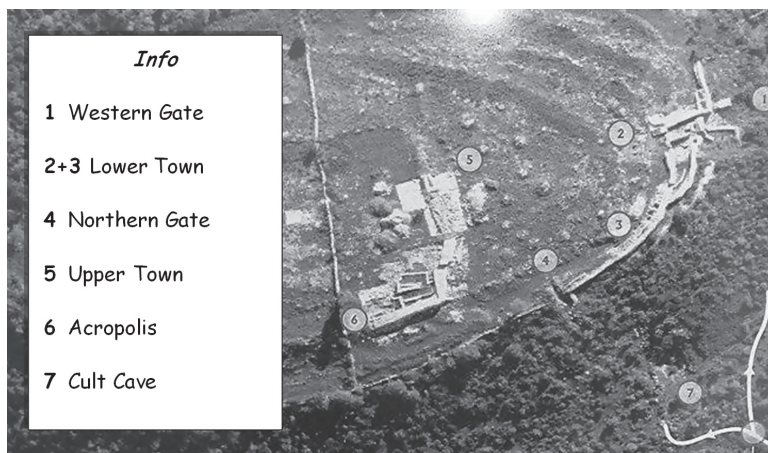 Info
1 Western Gate
2+3 Lower Town
4 Northern Gate
5 Upper Town
6 Acropolis
7 Cult Cave
1
2
5
3
4
6
7